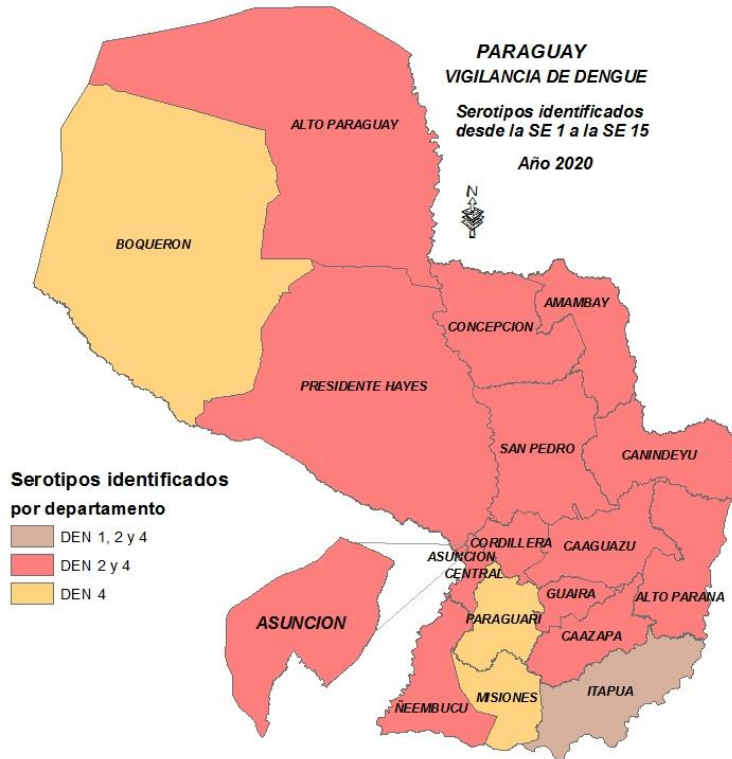 PARAGUAY
VIGILANCIA DE DENGUE
Serotipos identificados
desde la SE 1 a la SE 15
Año 2020
N
ALTO PARAGUAY
BOQUERON
AMAMBAY
CONCEPCION
PRESIDENTE HAYES
SAN PEDRO
CANINDEYU
Serotipos identificados
por departamento
DEN 1, 2 y 4
DEN 2 y 4
DEN 4
CORDILLERA
ASUNCION
CAAGUAZU
CENTRAL
GUAIRA
ALTO PARANA
ASUNCION
PARAGUARI
CAAZAPA
MISIONES
ITAPUA
ÑEEMBUCU